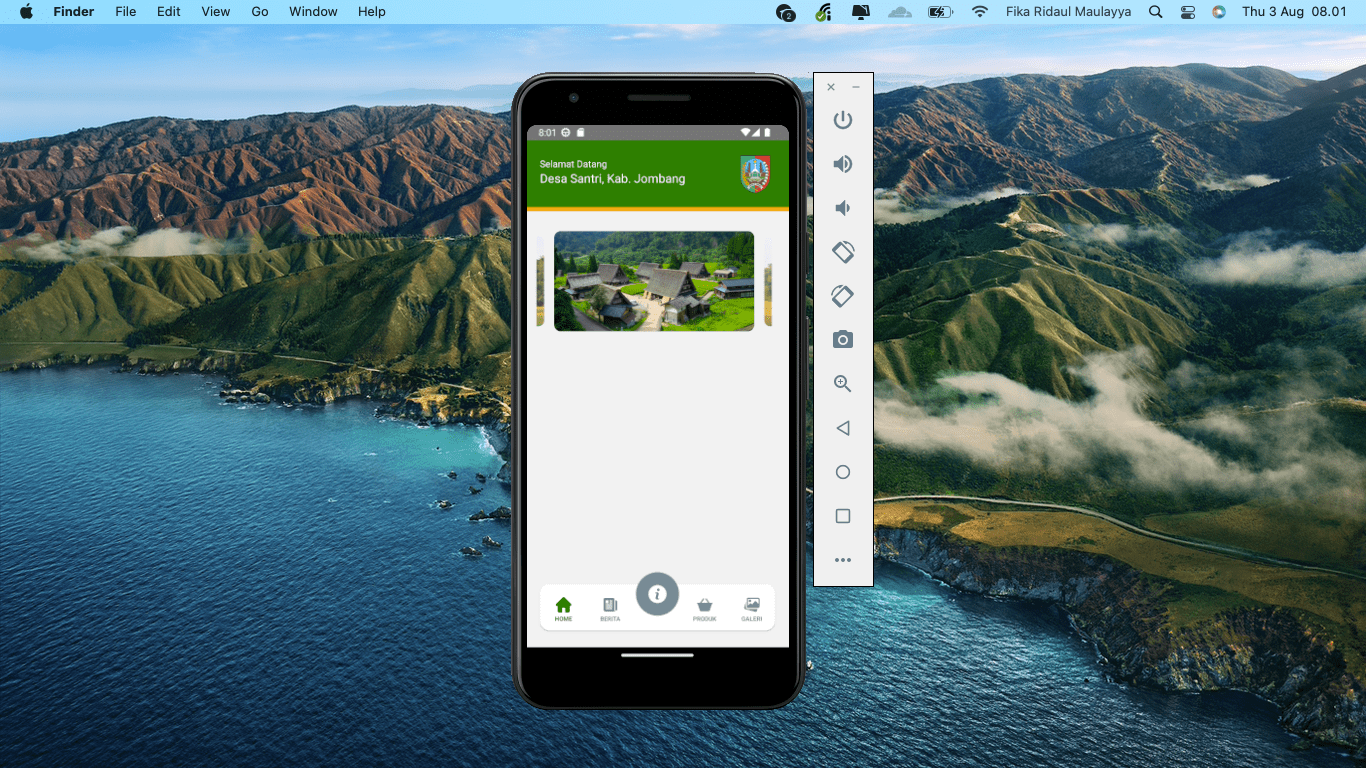 Finder File Edit View Go Window Help 2 Fika Ridaul Maulayya Thu 3 Aug 08.01
8:01
Selamat Datang
Desa Santri, Kab. Jombang
i
HOME BERITA PRODUK GALERI